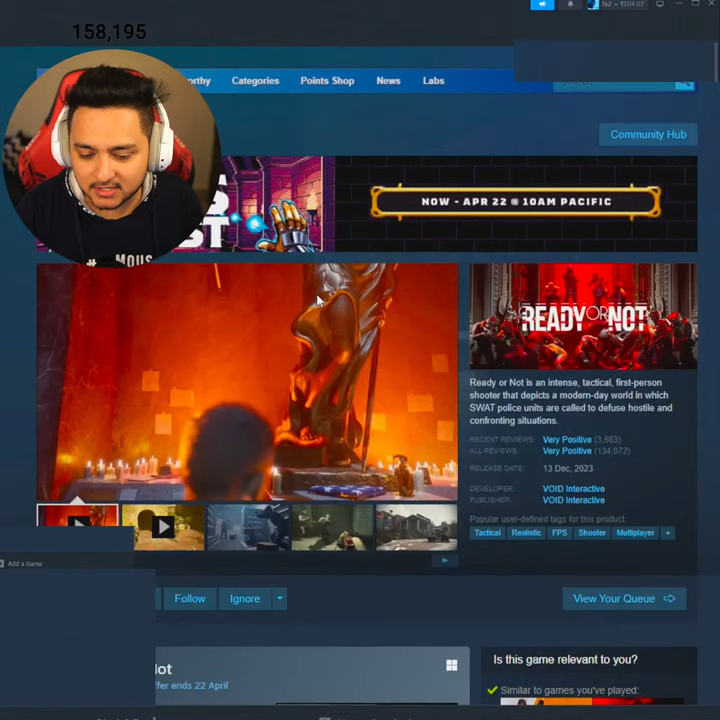 fa2 ₹104.07
158,195
Categories Points Shop News Labs
Community Hub
NOW - APR 22 @ 10AM PACIFIC
READY OR NOT
Ready or Not is an intense, tactical, first-person
shooter that depicts a modern-day world in which
SWAT police units are called to defuse hostile and
confronting situations.
RECENT REVIEWS: Very Positive (3,663)
ALL REVIEWS: Very Positive (134,072)
RELEASE DATE: 13 Dec, 2023
DEVELOPER: VOID Interactive
PUBLISHER: VOID Interactive
Popular user-defined tags for this product:
Tactical Realistic FPS Shooter Multiplayer +
Add a Game
Follow Ignore View Your Queue
lot
ffer ends 22 April
Is this game relevant to you?
Similar to games you've played: